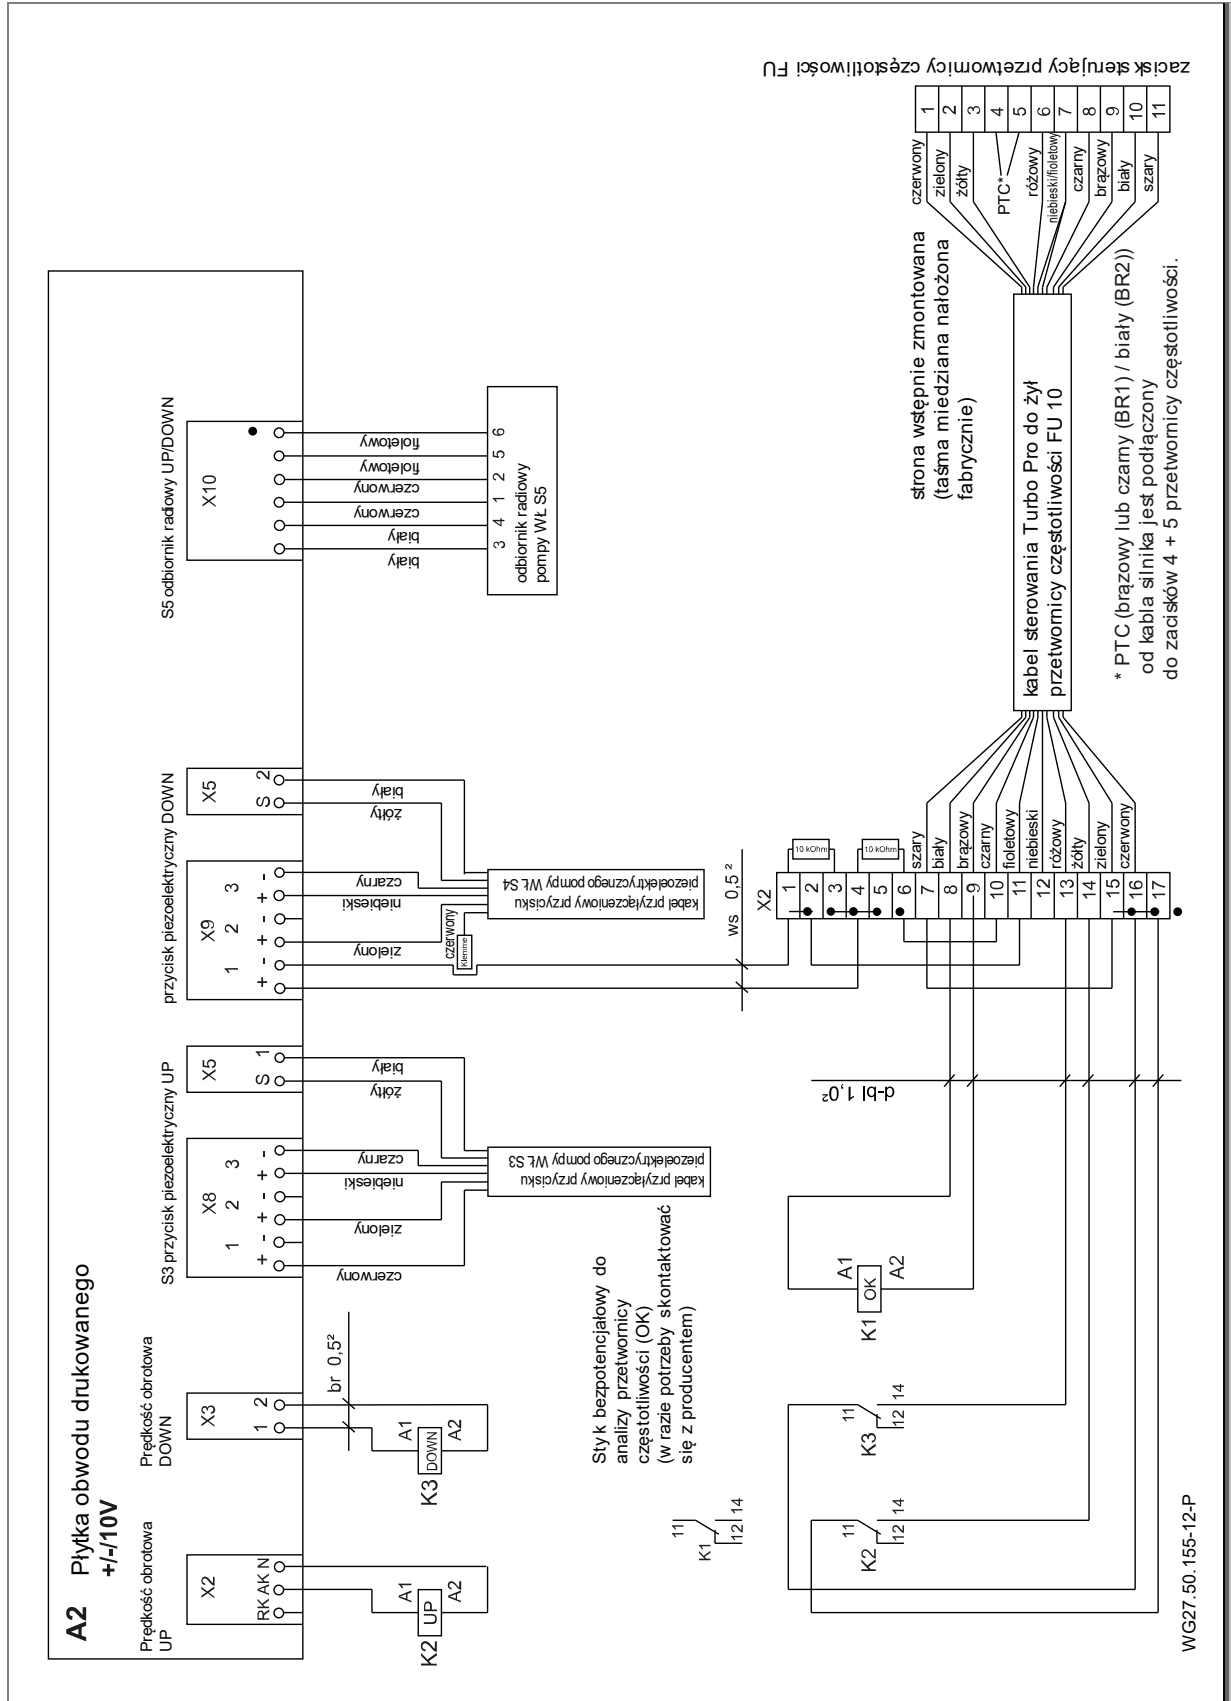 A2 Płytka obwodu drukowanego
+/-/10V
Prędkość obrotowa
UP
X2
RK AK N
K2
UP
A1
A2
Prędkość obrotowa
DOWN
X3
1 2
br 0,5²
K3
DOWN
A1
A2
S3 przycisk piezoelektryczny UP
X8
1 2 3
+ - + - + -
X5
S 1
czerwony
zielony
niebieski
czarny
żółty
biały
kabel przyłączeniowy przycisku
piezoelektrycznego pompy WŁ S3
przycisk piezoelektryczny DOWN
X9
1 2 3
+ - + - + -
X5
S 2
zielony
niebieski
czarny
żółty
biały
czerwony
Klemme
kabel przyłączeniowy przycisku
piezoelektrycznego pompy WŁ S4
S5 odbiornik radiowy UP/DOWN
X10
biały
biały
czerwony
czerwony
fioletowy
fioletowy
3 4 1 2 5 6
odbiornik radiowy
pompy WŁ S5
Styk bezpotencjałowy do
analizy przetwornicy
częstotliwości (OK)
(w razie potrzeby skontaktować
się z producentem)
11
K1
12 14
ws 0,5²
X2
10 kOhm
10 kOhm
1
2
3
4
5
6
7
8
9
10
11
12
13
14
15
16
17
szary
biały
brązowy
czarny
fioletowy
niebieski
różowy
żółty
zielony
czerwony
d-bl 1,0²
K1
OK
A1
A2
11
K3
12 14
11
K2
12 14
kabel sterowania Turbo Pro do żył
przetwornicy częstotliwości FU 10
strona wstępnie zmontowana
(taśma miedziana nałożona
fabrycznie)
zacisk sterujący przetwornicy częstotliwości FU
1
2
3
4
5
6
7
8
9
10
11
czerwony
zielony
żółty
PTC*
różowy
niebieski/fioletowy
czarny
brązowy
biały
szary
* PTC (brązowy lub czarny (BR1) / biały (BR2))
od kabla silnika jest podłączony
do zacisków 4 + 5 przetwornicy częstotliwości.
WG27.50.155-12-P